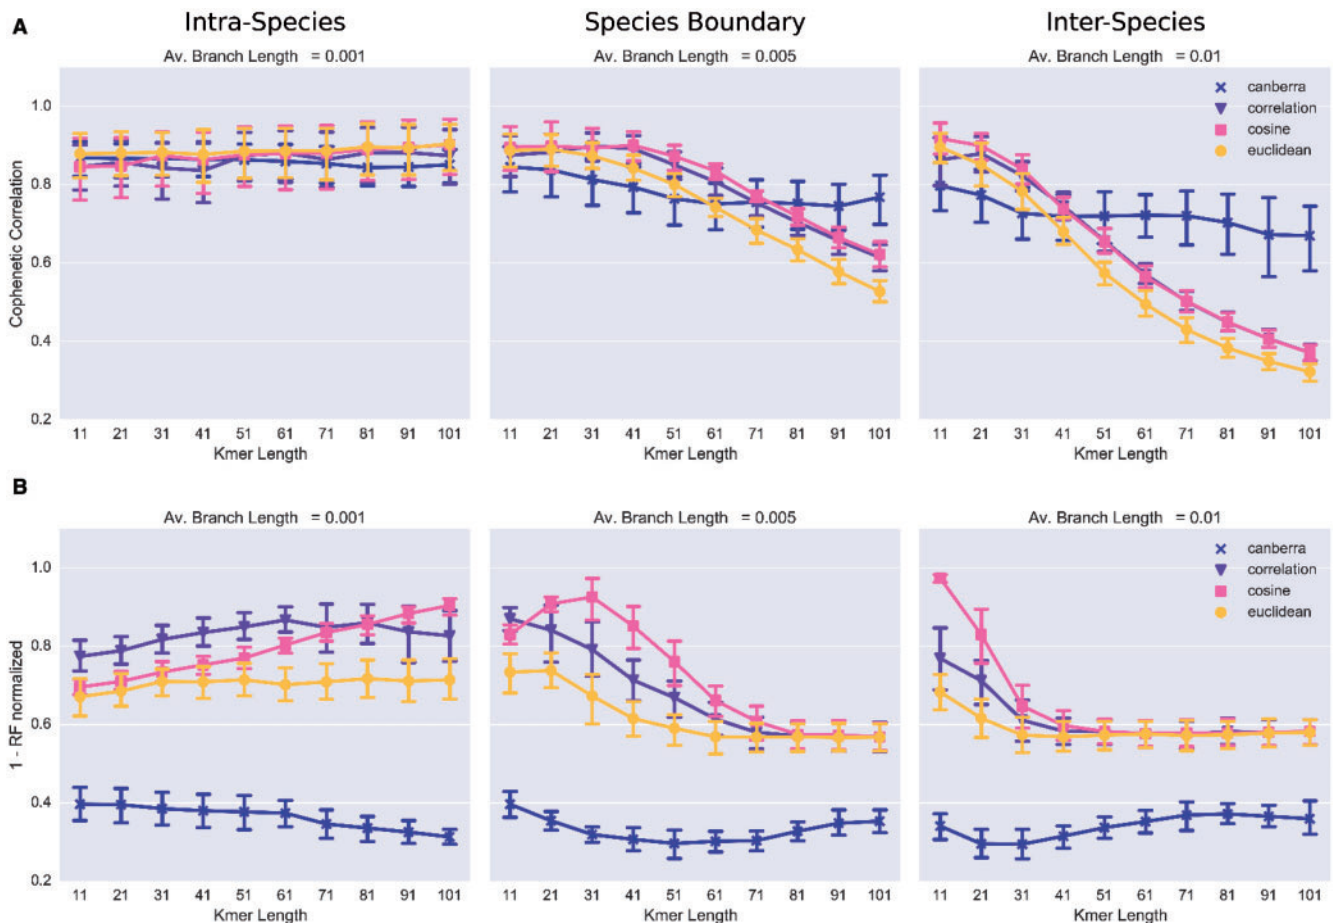 A
Intra-Species Species Boundary Inter-Species
Av. Branch Length = 0.001 Av. Branch Length = 0.005 Av. Branch Length = 0.01
canberra
correlation
cosine
euclidean
Cophenetic Correlation
1.0
0.8
0.6
0.4
0.2
11 21 31 41 51 61 71 81 91 101 11 21 31 41 51 61 71 81 91 101 11 21 31 41 51 61 71 81 91 101
Kmer Length Kmer Length Kmer Length
B
Av. Branch Length = 0.001 Av. Branch Length = 0.005 Av. Branch Length = 0.01
canberra
correlation
cosine
euclidean
1 - RF normalized
1.0
0.8
0.6
0.4
0.2
11 21 31 41 51 61 71 81 91 101 11 21 31 41 51 61 71 81 91 101 11 21 31 41 51 61 71 81 91 101
Kmer Length Kmer Length Kmer Length